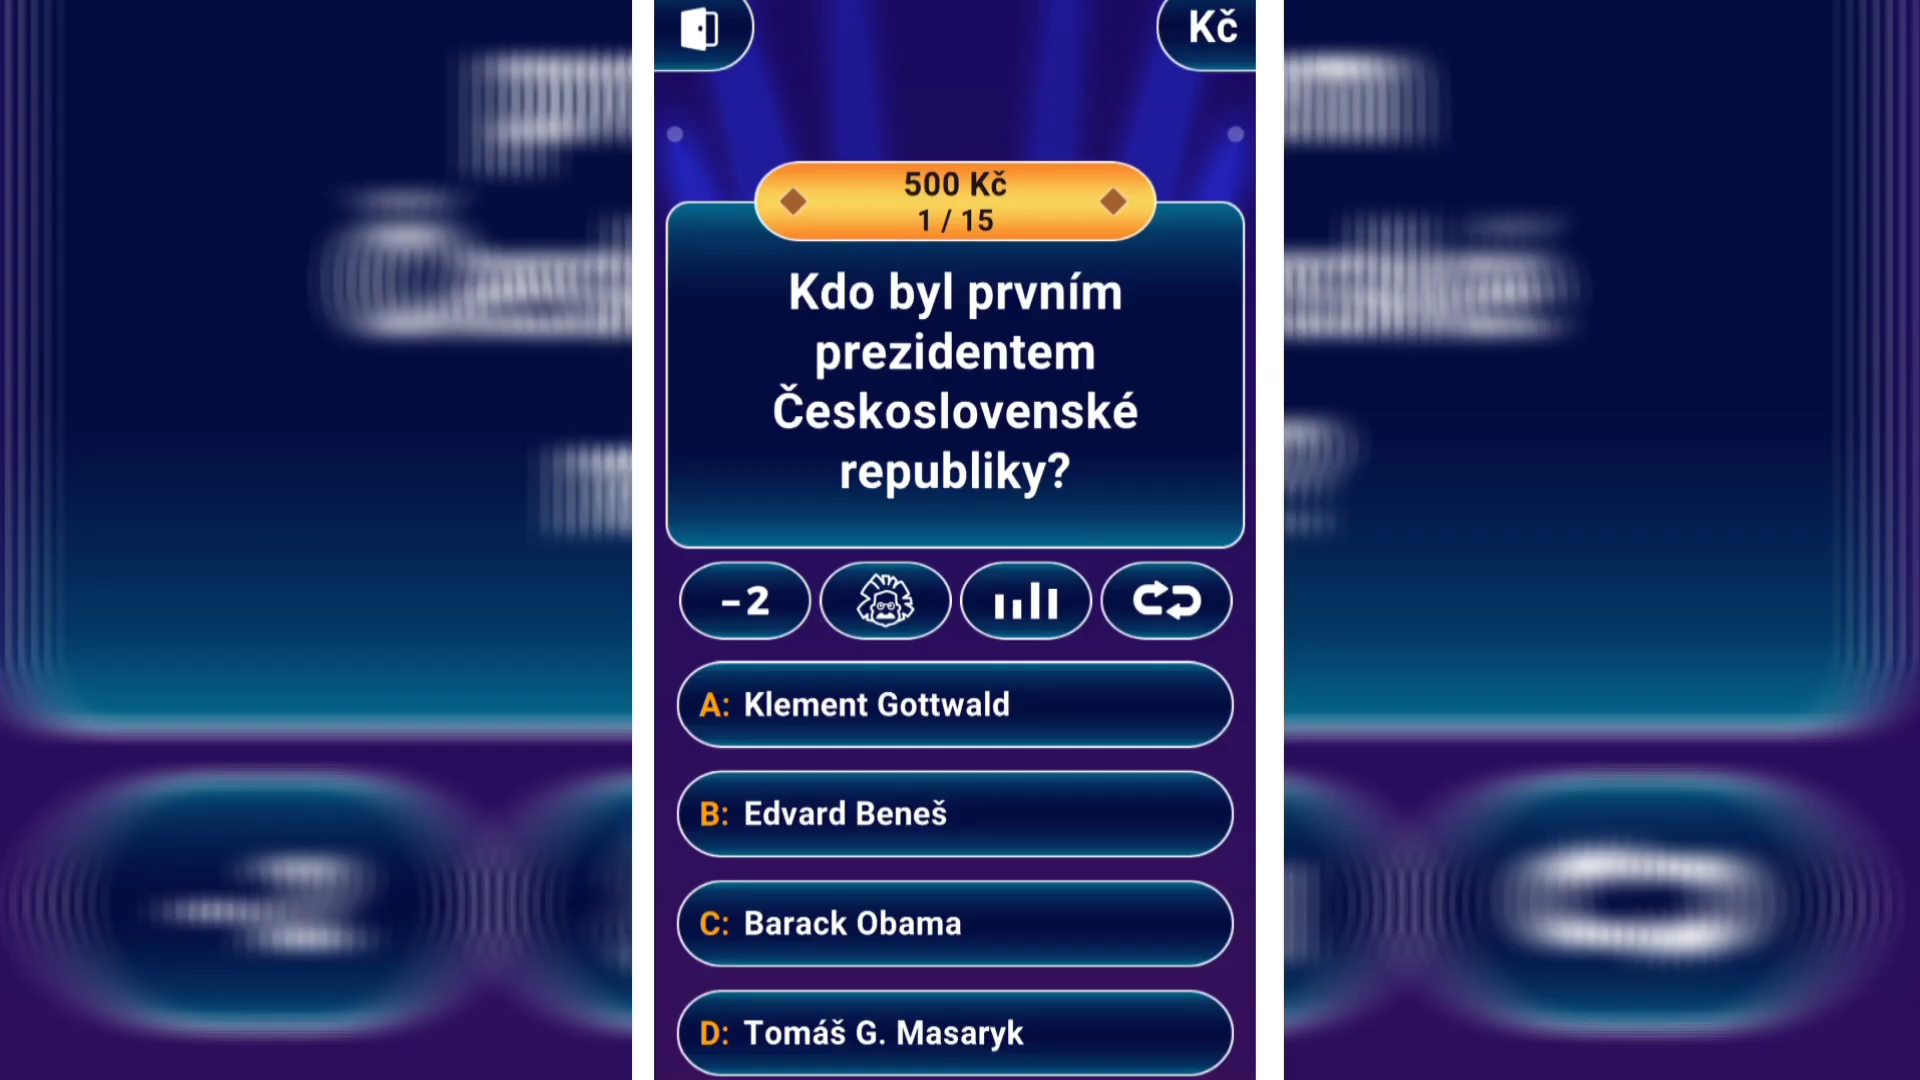 Kč
500 Kč
1 / 15
Kdo byl prvním
prezidentem
Československé
republiky?
-2
A: Klement Gottwald
B: Edvard Beneš
C: Barack Obama
D: Tomáš G. Masaryk